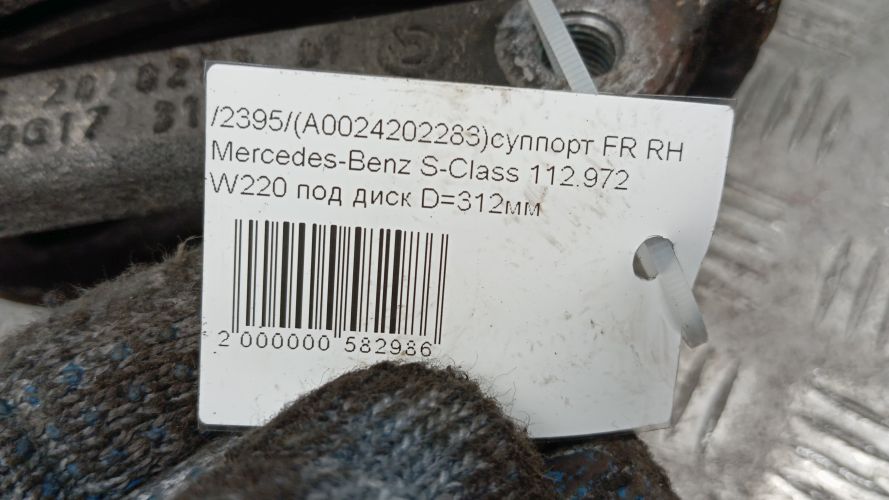 /2395/(A0024202283)суппорт FR RH
Mercedes-Benz S-Class 112.972
W220 под диск D=312мм
2 000000 582986